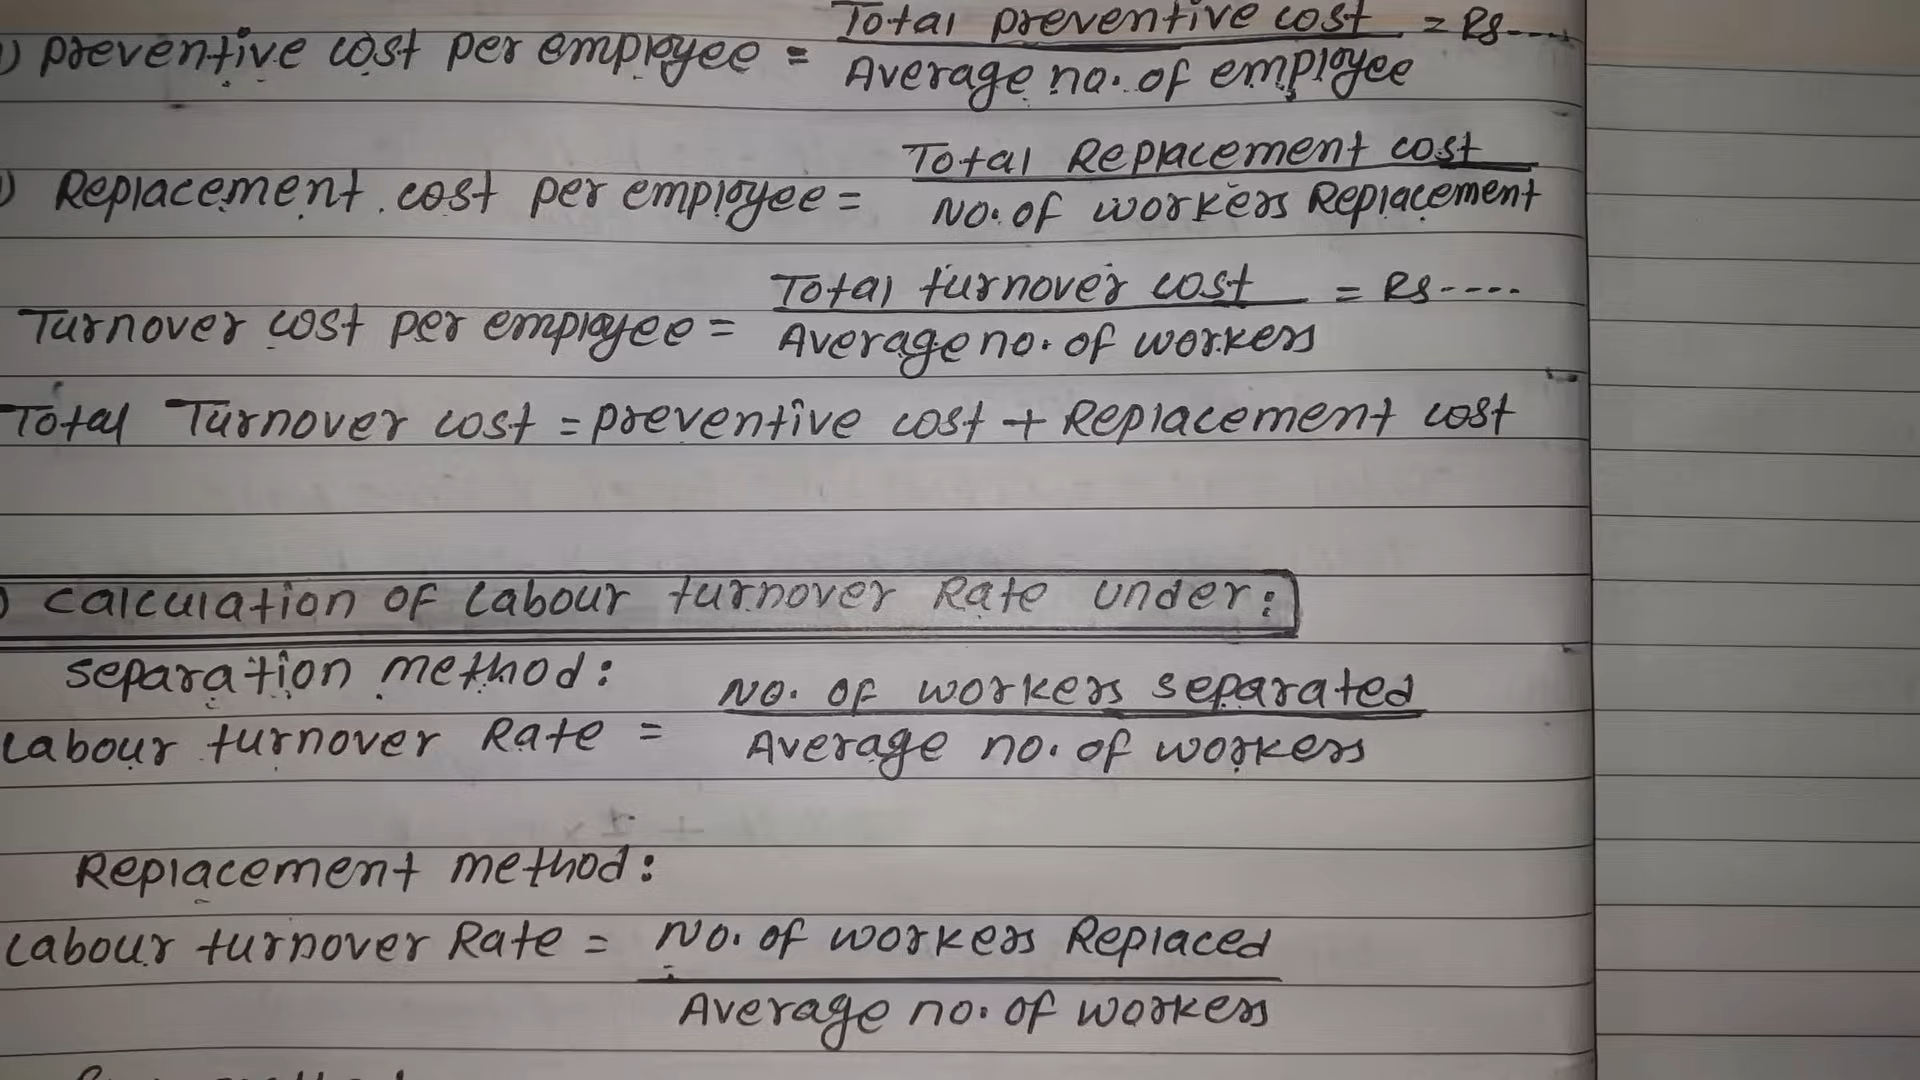 ) preventive cost per employee = Total preventive cost = Rs----
Average no. of employee
) Replacement cost per employee = Total Replacement cost
No. of workers Replacement
Turnover cost per employee = Total turnover cost = Rs----
Average no. of workers
Total Turnover cost = preventive cost + Replacement cost
) calculation of Labour turnover Rate under:
separation method:
Labour turnover Rate = No. of workers separated
Average no. of workers
Replacement method:
Labour turnover Rate = No. of workers Replaced
Average no. of workers